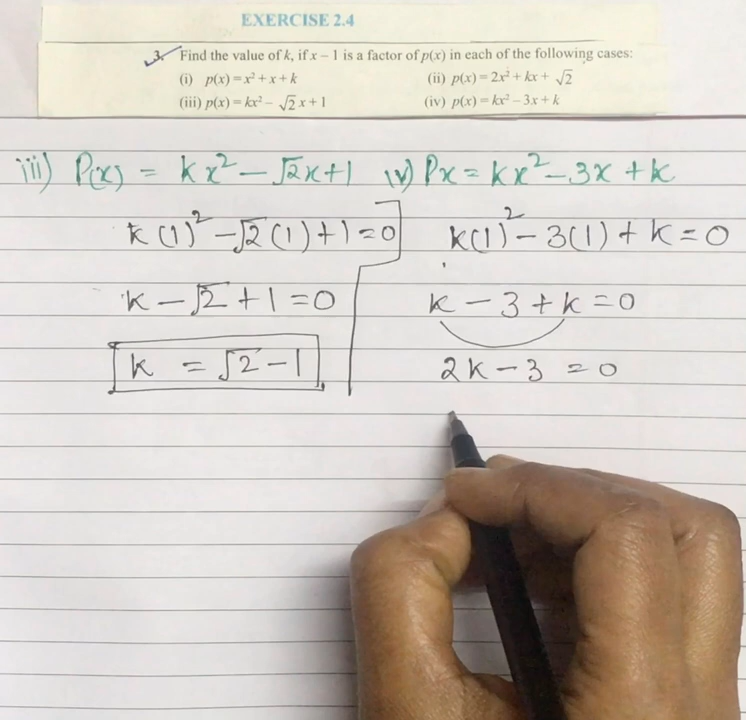 EXERCISE 2.4
3. Find the value of k, if x – 1 is a factor of p(x) in each of the following cases:
(i) p(x) = x² + x + k (ii) p(x) = 2x² + kx + √2
(iii) p(x) = kx² – √2 x + 1 (iv) p(x) = kx² – 3x + k
iii) P(x) = kx² – √2x + 1
k(1)² – √2(1) + 1 = 0
k – √2 + 1 = 0
k = √2 – 1
iv) Px = kx² – 3x + k
k(1)² – 3(1) + k = 0
k – 3 + k = 0
2k – 3 = 0